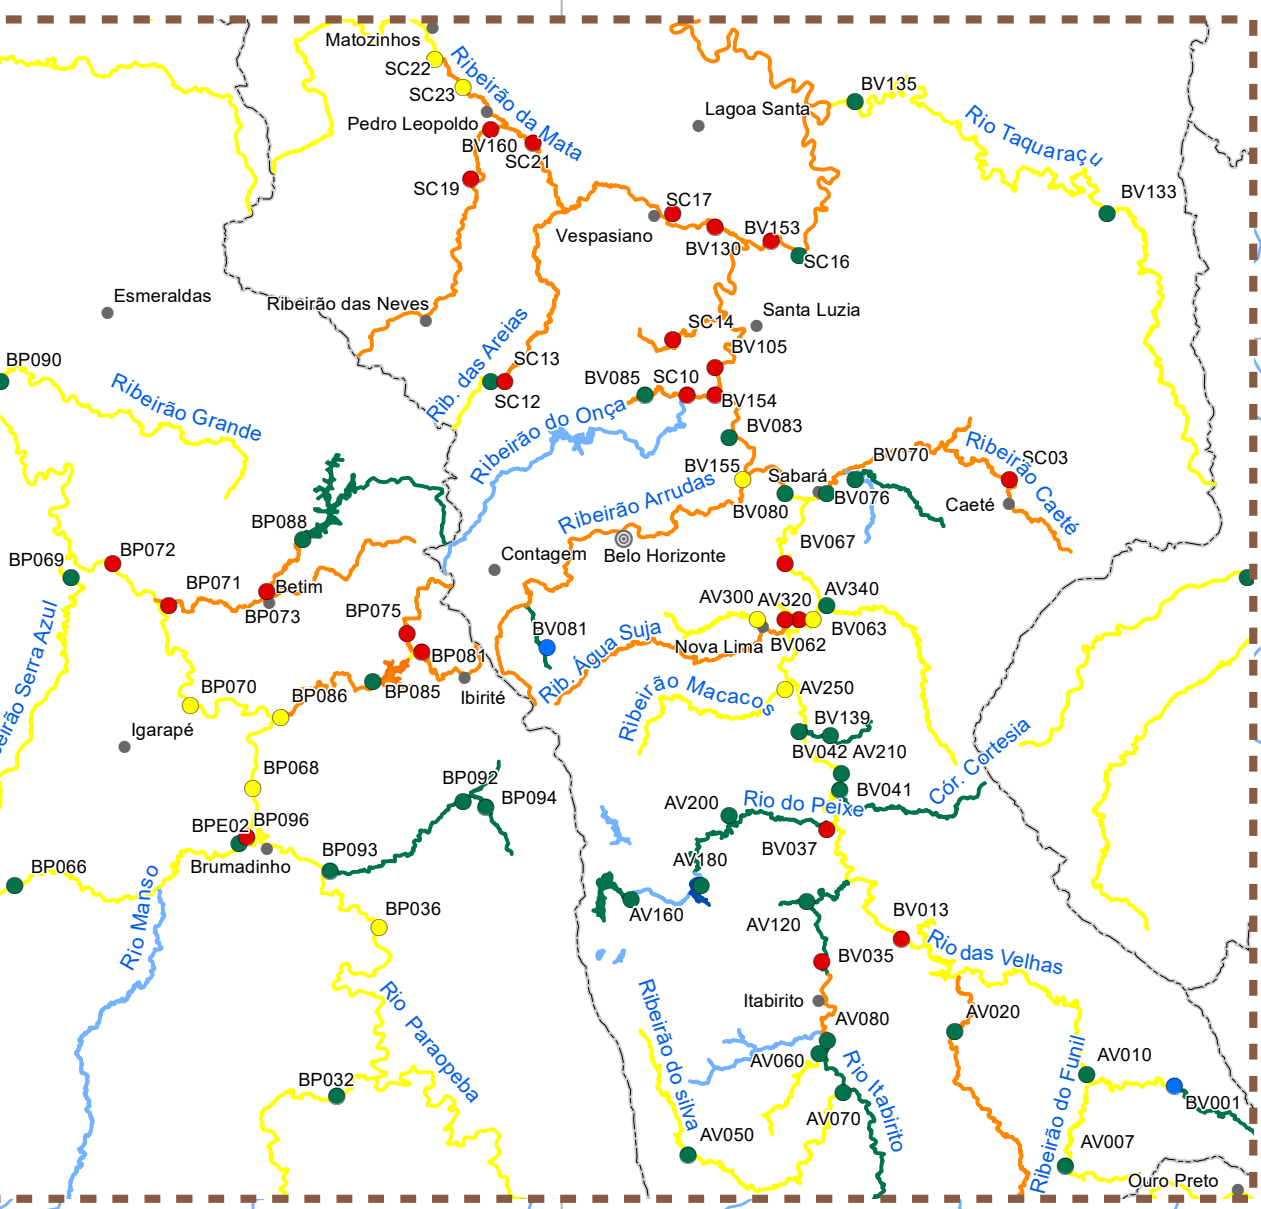 Matozinhos
SC22
SC23
Ribeirão da Mata
Pedro Leopoldo
BV160
SC21
SC19
Lagoa Santa
BV135
Rio Taquaraçu
BV133
SC17
Vespasiano
BV130
BV153
SC16
Esmeraldas
Ribeirão das Neves
Santa Luzia
SC14
BV105
BP090
Ribeirão Grande
Rib. das Areias
SC13
SC12
BV085
SC10
BV154
Ribeirão do Onça
BV083
BV155
Sabará
BV070
Ribeirão Caeté
SC03
Caeté
BV076
BV080
Ribeirão Arrudas
BP088
Contagem
Belo Horizonte
BV067
BP069
BP072
BP071
Betim
BP073
BP075
BP081
BV081
AV300
AV320
AV340
BV063
BV062
Nova Lima
Rib. Água Suja
eirão Serra Azul
BP070
BP086
BP085
Ibirité
Igarapé
Ribeirão Macacos
AV250
BV139
BV042
AV210
BV041
Cór. Cortesia
BP068
BP092
BP094
AV200
Rio do Peixe
BV037
BPE02
BP096
Brumadinho
BP093
BP066
Rio Manso
AV180
AV160
AV120
BP036
BV013
Rio das Velhas
BV035
Itabirito
Rio Paraopeba
Ribeirão do silva
AV080
AV060
Rio Itabirito
AV020
AV010
BV001
Ribeirão do Funil
BP032
AV070
AV050
AV007
Ouro Preto